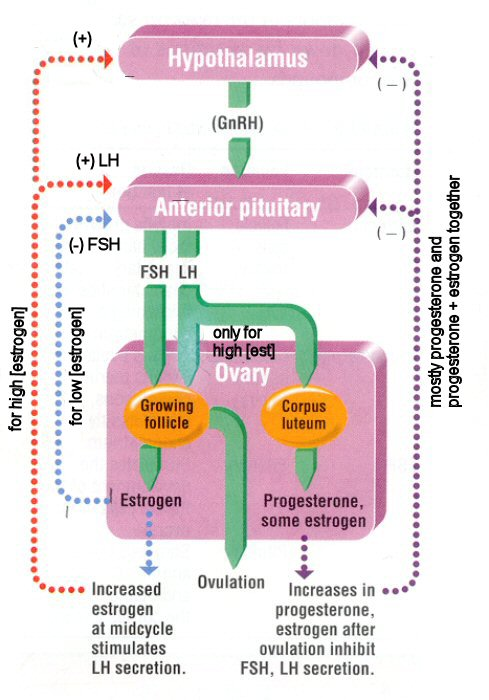 (+)
Hypothalamus
( — )
(GnRH)
(+) LH
Anterior pituitary
( — )
(-) FSH
FSH LH
only for
high [est]
Ovary
Growing
follicle
Corpus
luteum
Estrogen
Progesterone,
some estrogen
Ovulation
Increased
estrogen
at midcycle
stimulates
LH secretion.
Increases in
progesterone,
estrogen after
ovulation inhibit
FSH, LH secretion.
for high [estrogen]
for low [estrogen]
mostly progesterone and
progesterone + estrogen together